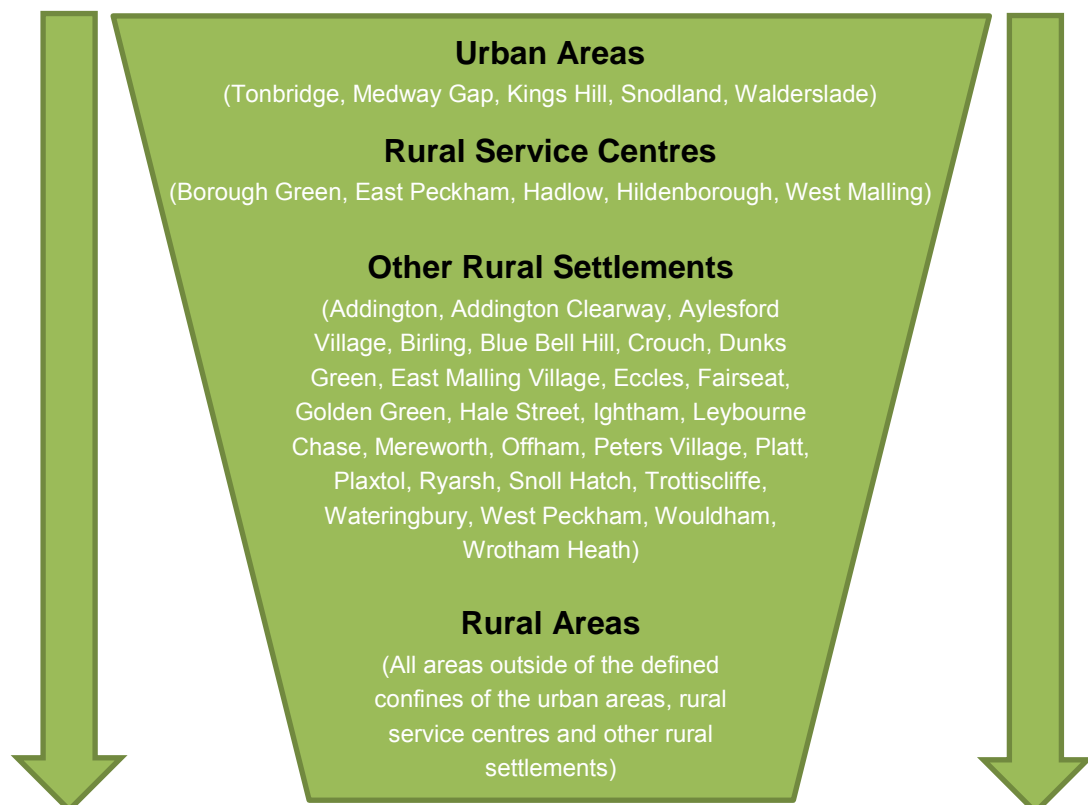 Urban Areas
(Tonbridge, Medway Gap, Kings Hill, Snodland, Walderslade)
Rural Service Centres
(Borough Green, East Peckham, Hadlow, Hildenborough, West Malling)
Other Rural Settlements
(Addington, Addington Clearway, Aylesford
Village, Birling, Blue Bell Hill, Crouch, Dunks
Green, East Malling Village, Eccles, Fairseat,
Golden Green, Hale Street, Ightham, Leybourne
Chase, Mereworth, Offham, Peters Village, Platt,
Plaxtol, Ryarsh, Snoll Hatch, Trottiscliffe,
Wateringbury, West Peckham, Wouldham,
Wrotham Heath)
Rural Areas
(All areas outside of the defined
confines of the urban areas, rural
service centres and other rural
settlements)